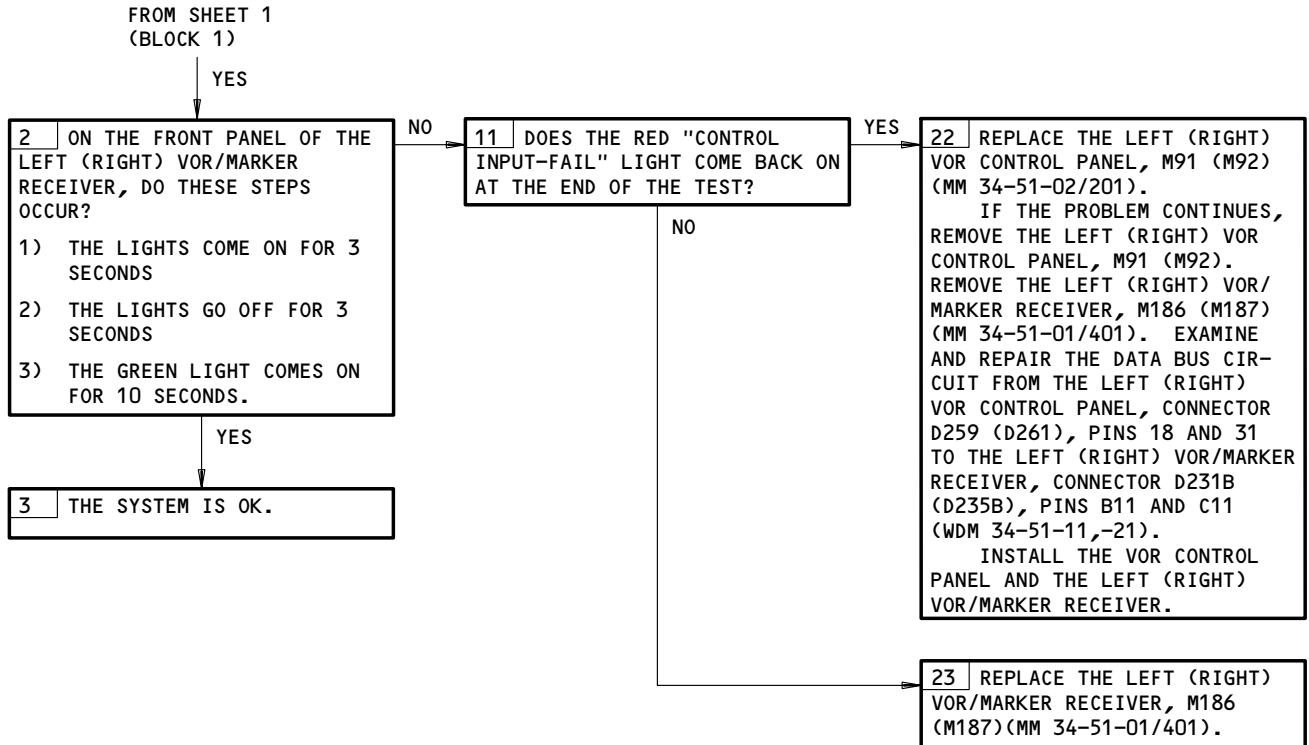 FROM SHEET 1
(BLOCK 1)
YES
2 ON THE FRONT PANEL OF THE
LEFT (RIGHT) VOR/MARKER
RECEIVER, DO THESE STEPS
OCCUR?
1) THE LIGHTS COME ON FOR 3
SECONDS
2) THE LIGHTS GO OFF FOR 3
SECONDS
3) THE GREEN LIGHT COMES ON
FOR 10 SECONDS.
YES
3 THE SYSTEM IS OK.
NO
11 DOES THE RED "CONTROL
INPUT-FAIL" LIGHT COME BACK ON
AT THE END OF THE TEST?
YES
NO
22 REPLACE THE LEFT (RIGHT)
VOR CONTROL PANEL, M91 (M92)
(MM 34-51-02/201).
IF THE PROBLEM CONTINUES,
REMOVE THE LEFT (RIGHT) VOR
CONTROL PANEL, M91 (M92).
REMOVE THE LEFT (RIGHT) VOR/
MARKER RECEIVER, M186 (M187)
(MM 34-51-01/401). EXAMINE
AND REPAIR THE DATA BUS CIR-
CUIT FROM THE LEFT (RIGHT)
VOR CONTROL PANEL, CONNECTOR
D259 (D261), PINS 18 AND 31
TO THE LEFT (RIGHT) VOR/MARKER
RECEIVER, CONNECTOR D231B
(D235B), PINS B11 AND C11
(WDM 34-51-11,-21).
INSTALL THE VOR CONTROL
PANEL AND THE LEFT (RIGHT)
VOR/MARKER RECEIVER.
23 REPLACE THE LEFT (RIGHT)
VOR/MARKER RECEIVER, M186
(M187)(MM 34-51-01/401).